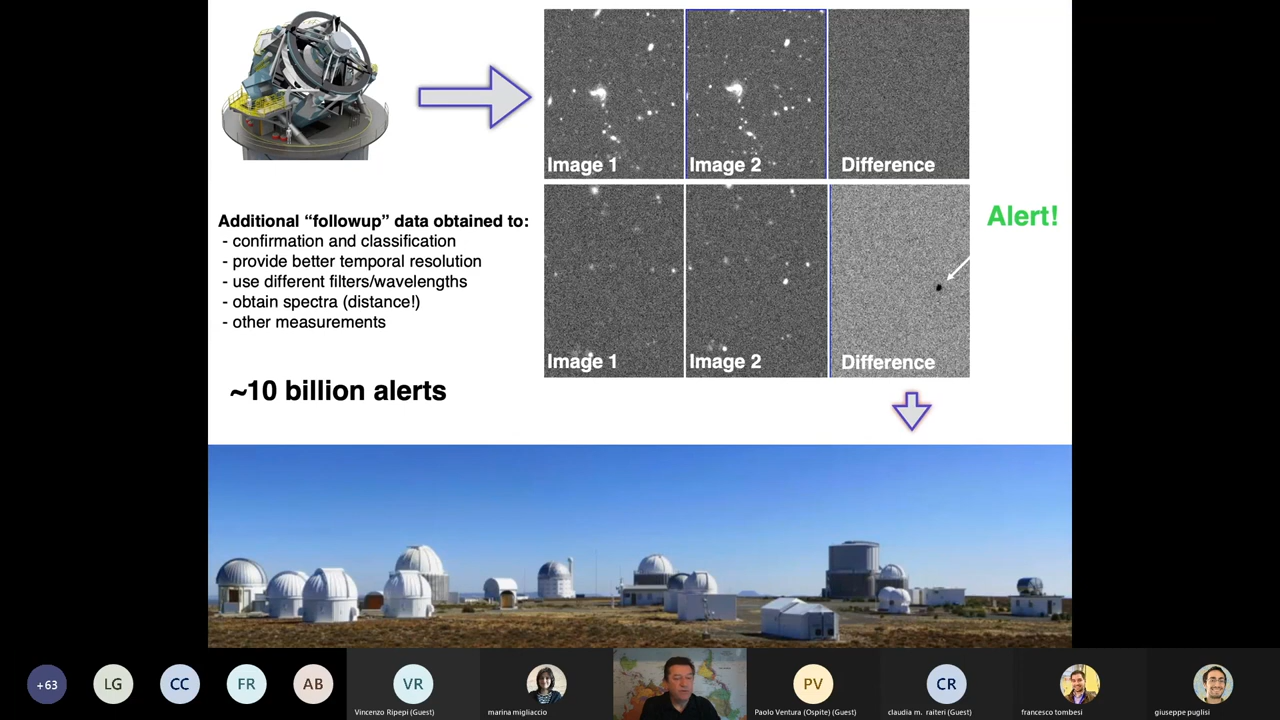 Image 1
Image 2
Difference
Additional “followup” data obtained to:
- confirmation and classification
- provide better temporal resolution
- use different filters/wavelengths
- obtain spectra (distance!)
- other measurements
Alert!
Image 1
Image 2
Difference
~10 billion alerts
+63
LG
CC
FR
AB
VR
PV
CR
Vincenzo Ripepi (Guest)
marina migliaccio
Paolo Ventura (Ospite) (Guest)
claudia m. raiteri (Guest)
francesco tombesi
giuseppe puglisi